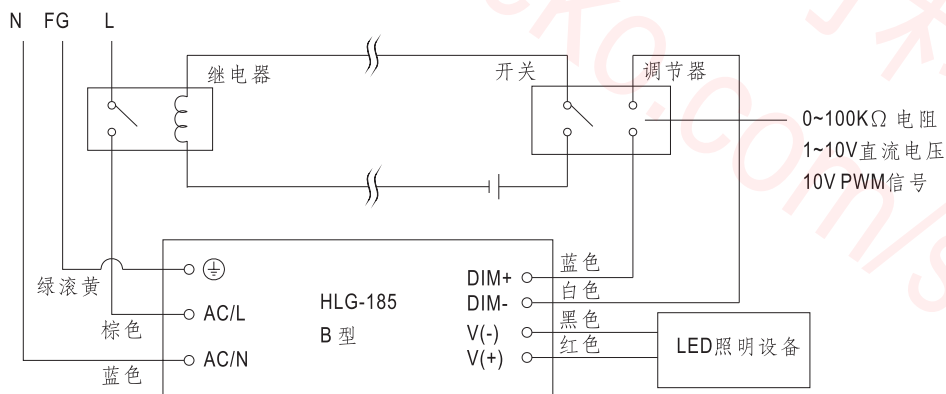 N FG L
继电器
开关
调节器
0~100KΩ 电阻
1~10V直流电压
10V PWM信号
绿滚黄
棕色
蓝色
AC/L
AC/N
HLG-185
B 型
DIM+
DIM-
V(-)
V(+)
蓝色
白色
黑色
红色
LED照明设备